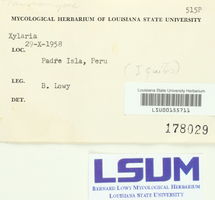 515P
MYCOLOGICAL HERBARIUM OF LOUISIANA STATE UNIVERSITY
Xylaria
29-X-1958
LOC.
Padre Isla, Peru
(Iquitos)
LEG. B. Lowy
DET.
Louisiana State University Herbarium
LSU00155711
178029
LSUM
BERNARD LOWY MYCOLOGICAL HERBARIUM
LOUISIANA STATE UNIVERSITY